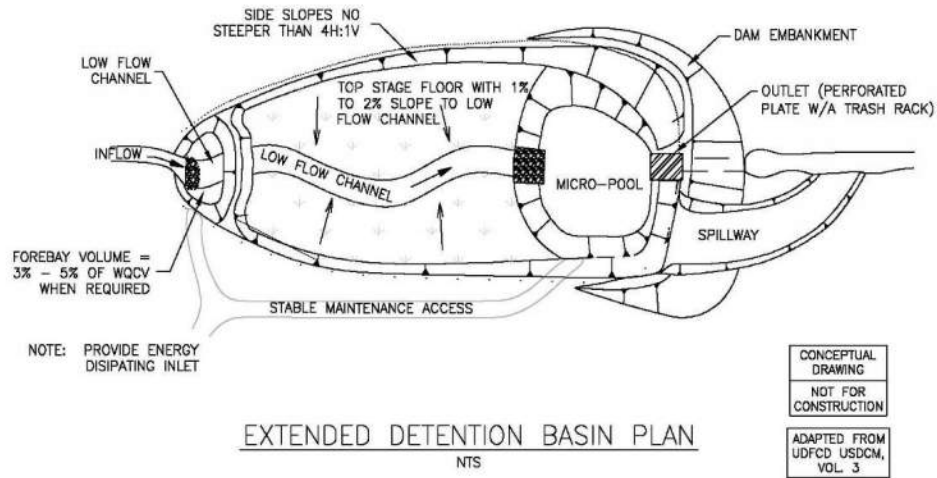 SIDE SLOPES NO
STEEPER THAN 4H:1V
DAM EMBANKMENT
LOW FLOW
CHANNEL
TOP STAGE FLOOR WITH 1%
TO 2% SLOPE TO LOW
FLOW CHANNEL
OUTLET (PERFORATED
PLATE W/A TRASH RACK)
INFLOW
LOW FLOW CHANNEL
MICRO-POOL
SPILLWAY
FOREBAY VOLUME =
3% - 5% OF WQCV
WHEN REQUIRED
STABLE MAINTENANCE ACCESS
NOTE: PROVIDE ENERGY
DISIPATING INLET
CONCEPTUAL
DRAWING
NOT FOR
CONSTRUCTION
EXTENDED DETENTION BASIN PLAN
NTS
ADAPTED FROM
UDFCD USDCM,
VOL. 3